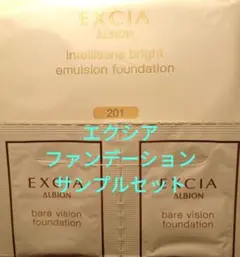 EXCIA
ALBION
intelligene bright
emulsion foundation
201
エクシア
ファンデーション
サンプルセット
EXCIA
ALBION
bare vision
foundation
EXCIA
ALBION
bare vision
foundation